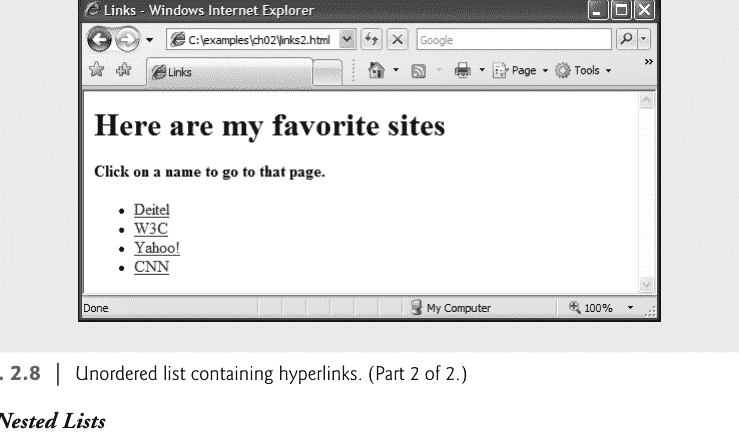 Links - Windows Internet Explorer
C:\examples\ch02\links2.html
Google
Links
Page
Tools
»
Here are my favorite sites
Click on a name to go to that page.
• Deitel
• W3C
• Yahoo!
• CNN
Done
My Computer
100%
. 2.8 | Unordered list containing hyperlinks. (Part 2 of 2.)
Nested Lists